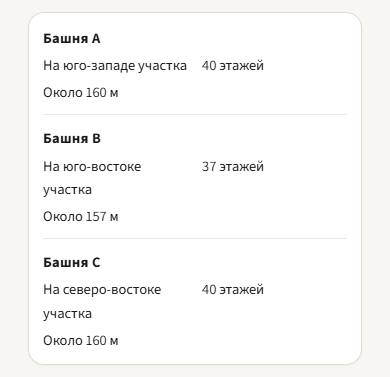 Башня A
На юго-западе участка 40 этажей
Около 160 м
Башня B
На юго-востоке 37 этажей
участка
Около 157 м
Башня C
На северо-востоке 40 этажей
участка
Около 160 м